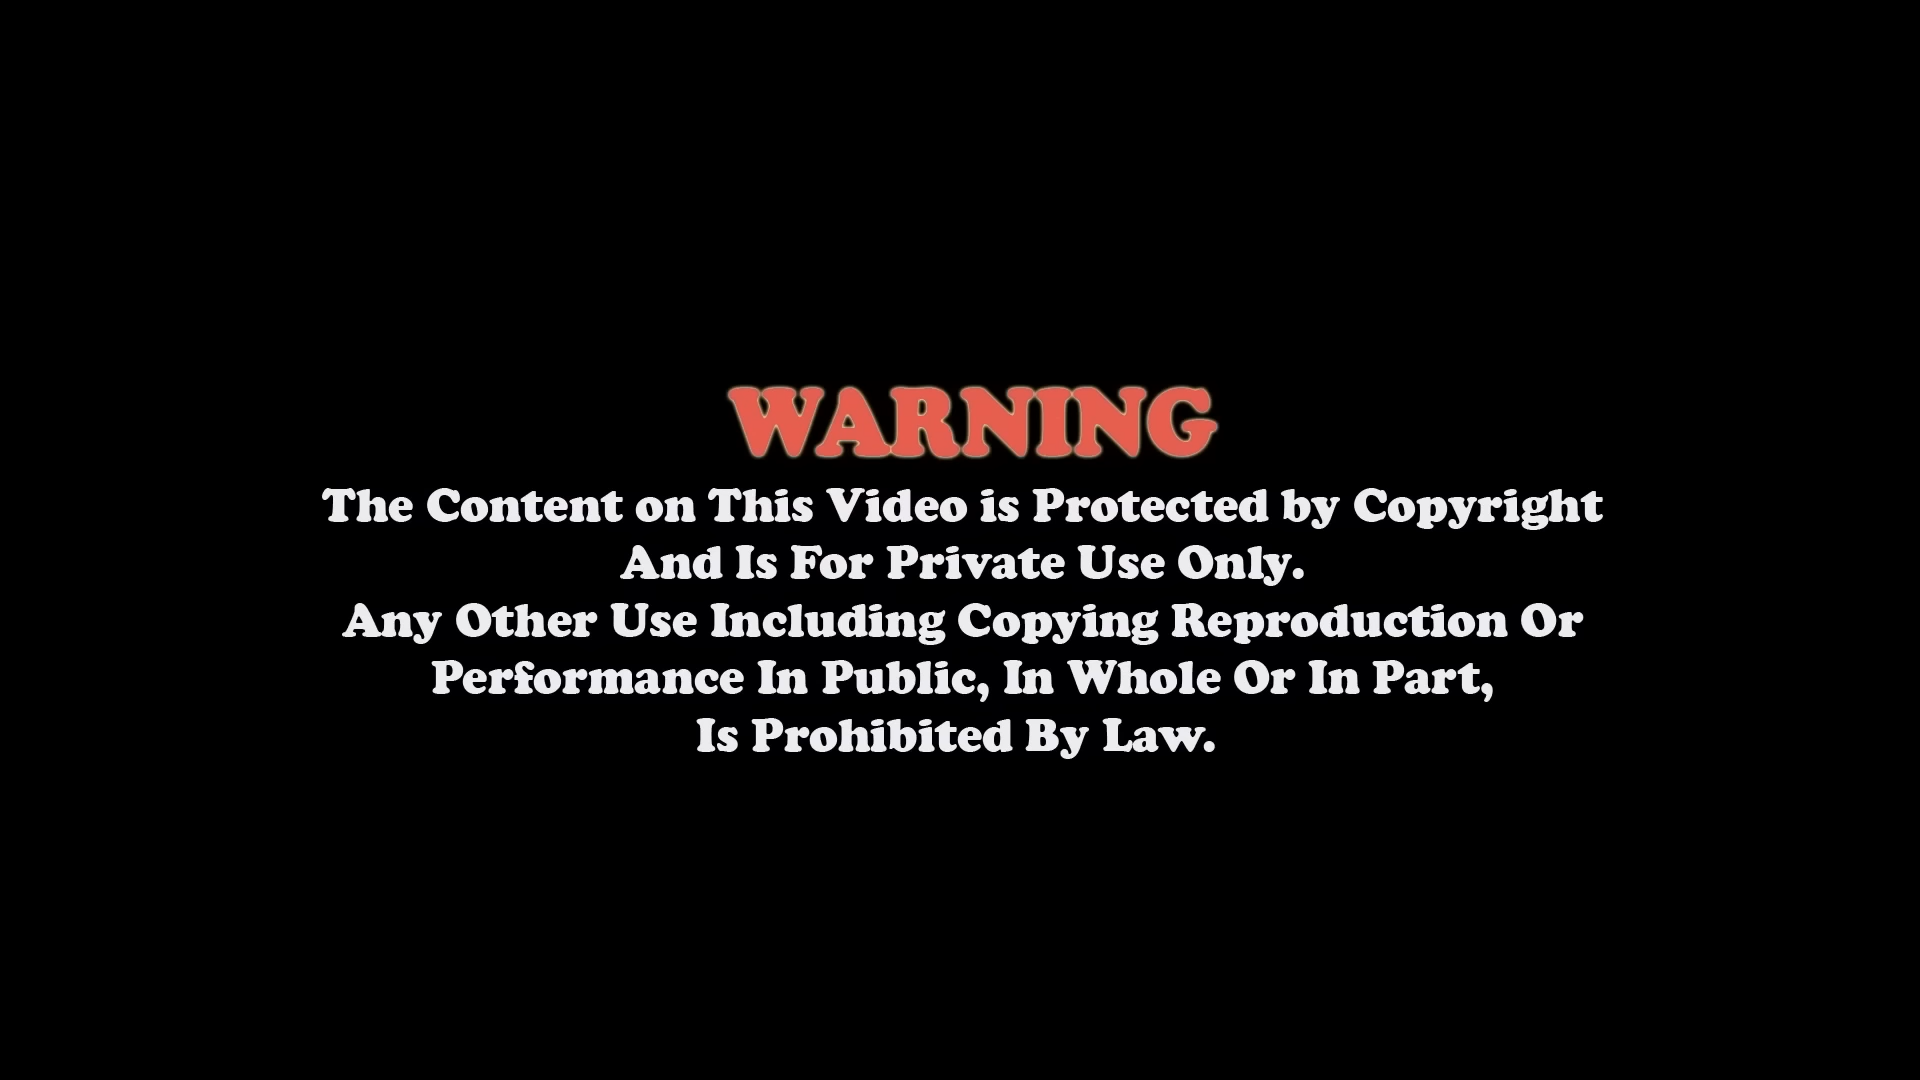 WARNING
The Content on This Video is Protected by Copyright
And Is For Private Use Only.
Any Other Use Including Copying Reproduction Or
Performance In Public, In Whole Or In Part,
Is Prohibited By Law.